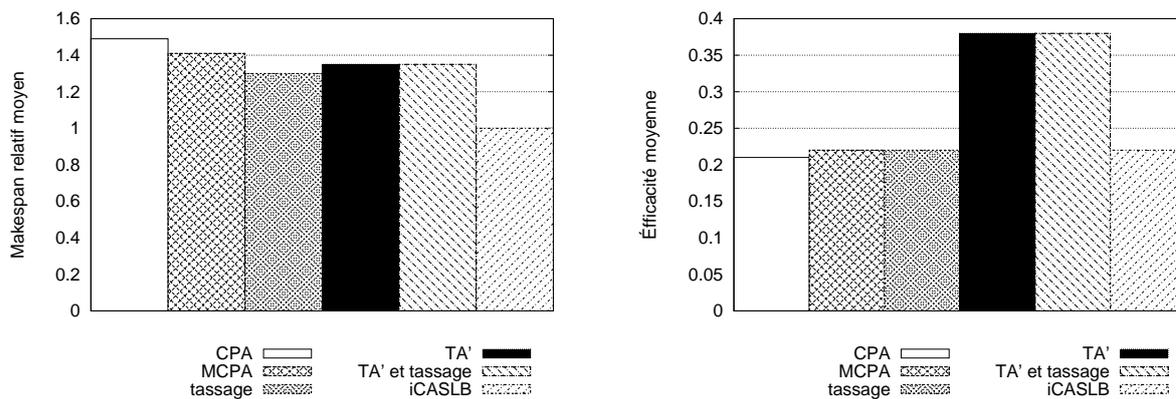 Makespan relatif moyen
1.6
1.4
1.2
1
0.8
0.6
0.4
0.2
0
CPA
MCPA
tassage
TA'
TA' et tassage
iCASLB
Éfficacité moyenne
0.4
0.35
0.3
0.25
0.2
0.15
0.1
0.05
0
CPA
MCPA
tassage
TA'
TA' et tassage
iCASLB